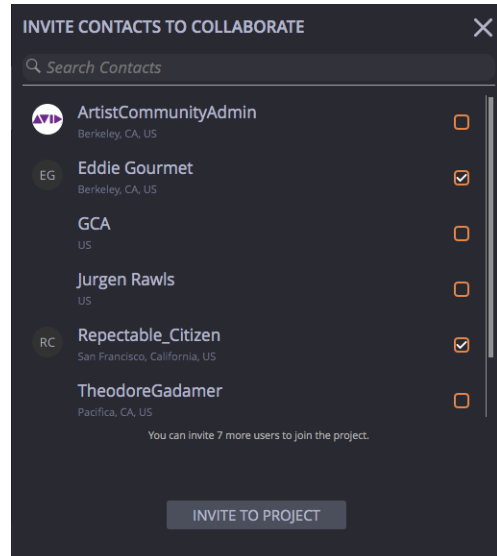 INVITE CONTACTS TO COLLABORATE
Search Contacts
AVID
ArtistCommunityAdmin
Berkeley, CA, US
EG
Eddie Gourmet
Berkeley, CA, US
GCA
US
Jurgen Rawls
US
RC
Repectable_Citizen
San Francisco, California, US
TheodoreGadamer
Pacifica, CA, US
You can invite 7 more users to join the project.
INVITE TO PROJECT